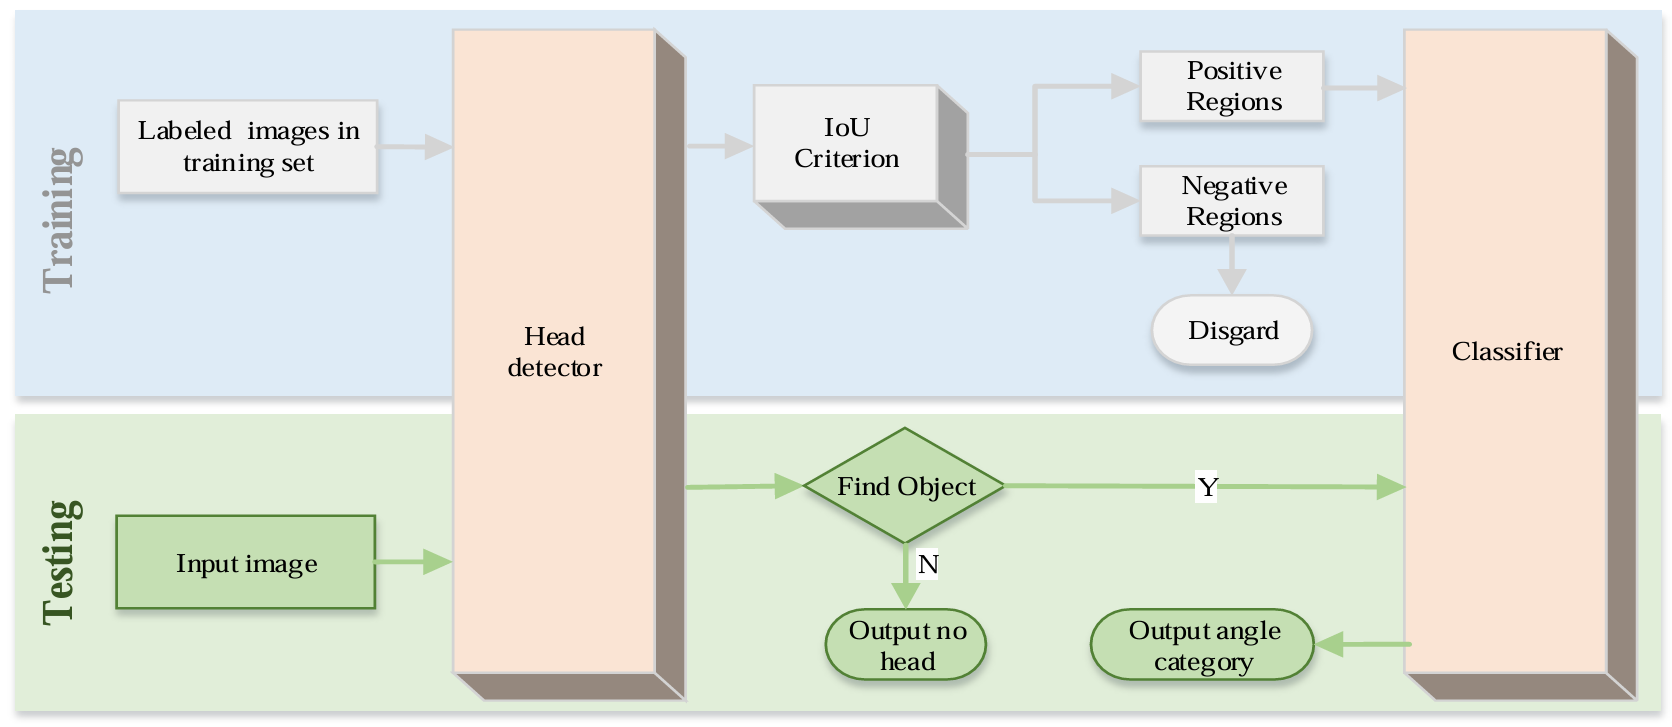 Training
Labeled images in
training set
Head
detector
IoU
Criterion
Positive
Regions
Negative
Regions
Disgard
Classifier
Testing
Input image
Find Object
Y
N
Output no
head
Output angle
category